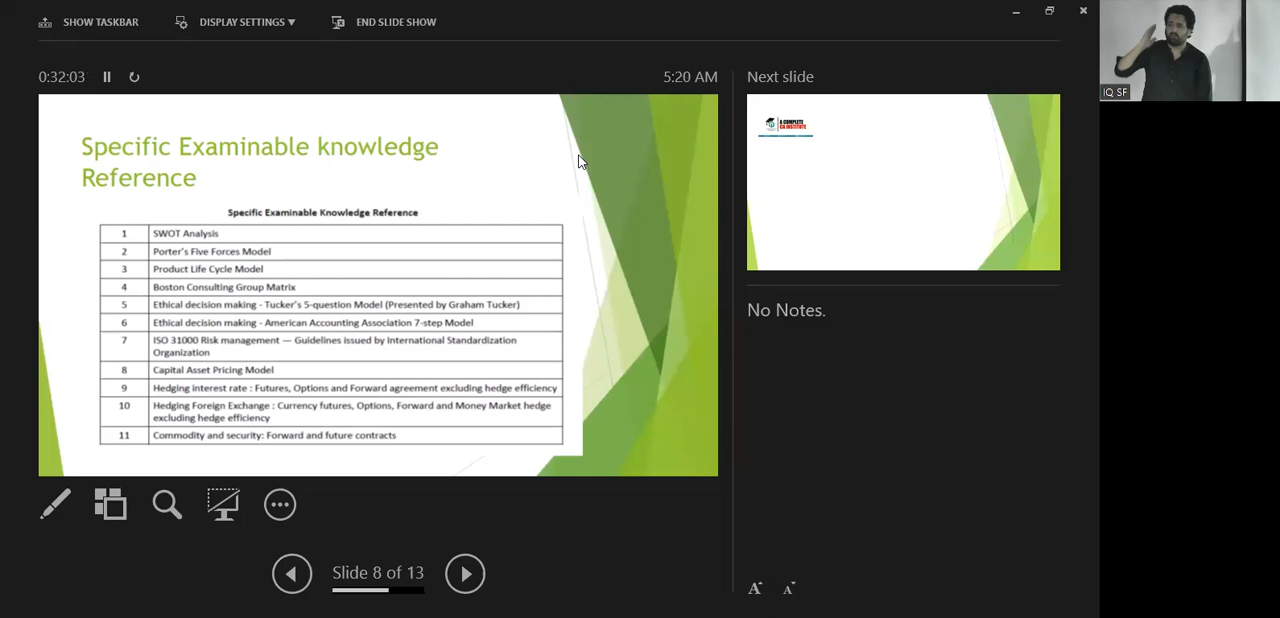 SHOW TASKBAR
DISPLAY SETTINGS ▼
END SLIDE SHOW
0:32:03
5:20 AM
Specific Examinable knowledge
Reference
Specific Examinable Knowledge Reference
1 SWOT Analysis
2 Porter's Five Forces Model
3 Product Life Cycle Model
4 Boston Consulting Group Matrix
5 Ethical decision making - Tucker's 5-question Model (Presented by Graham Tucker)
6 Ethical decision making - American Accounting Association 7-step Model
7 ISO 31000 Risk management — Guidelines issued by International Standardization
Organization
8 Capital Asset Pricing Model
9 Hedging interest rate : Futures, Options and Forward agreement excluding hedge efficiency
10 Hedging Foreign Exchange : Currency futures, Options, Forward and Money Market hedge
excluding hedge efficiency
11 Commodity and security: Forward and future contracts
Slide 8 of 13
Next slide
A COMPLETE
CA INSTITUTE
No Notes.
A A
IQ SF